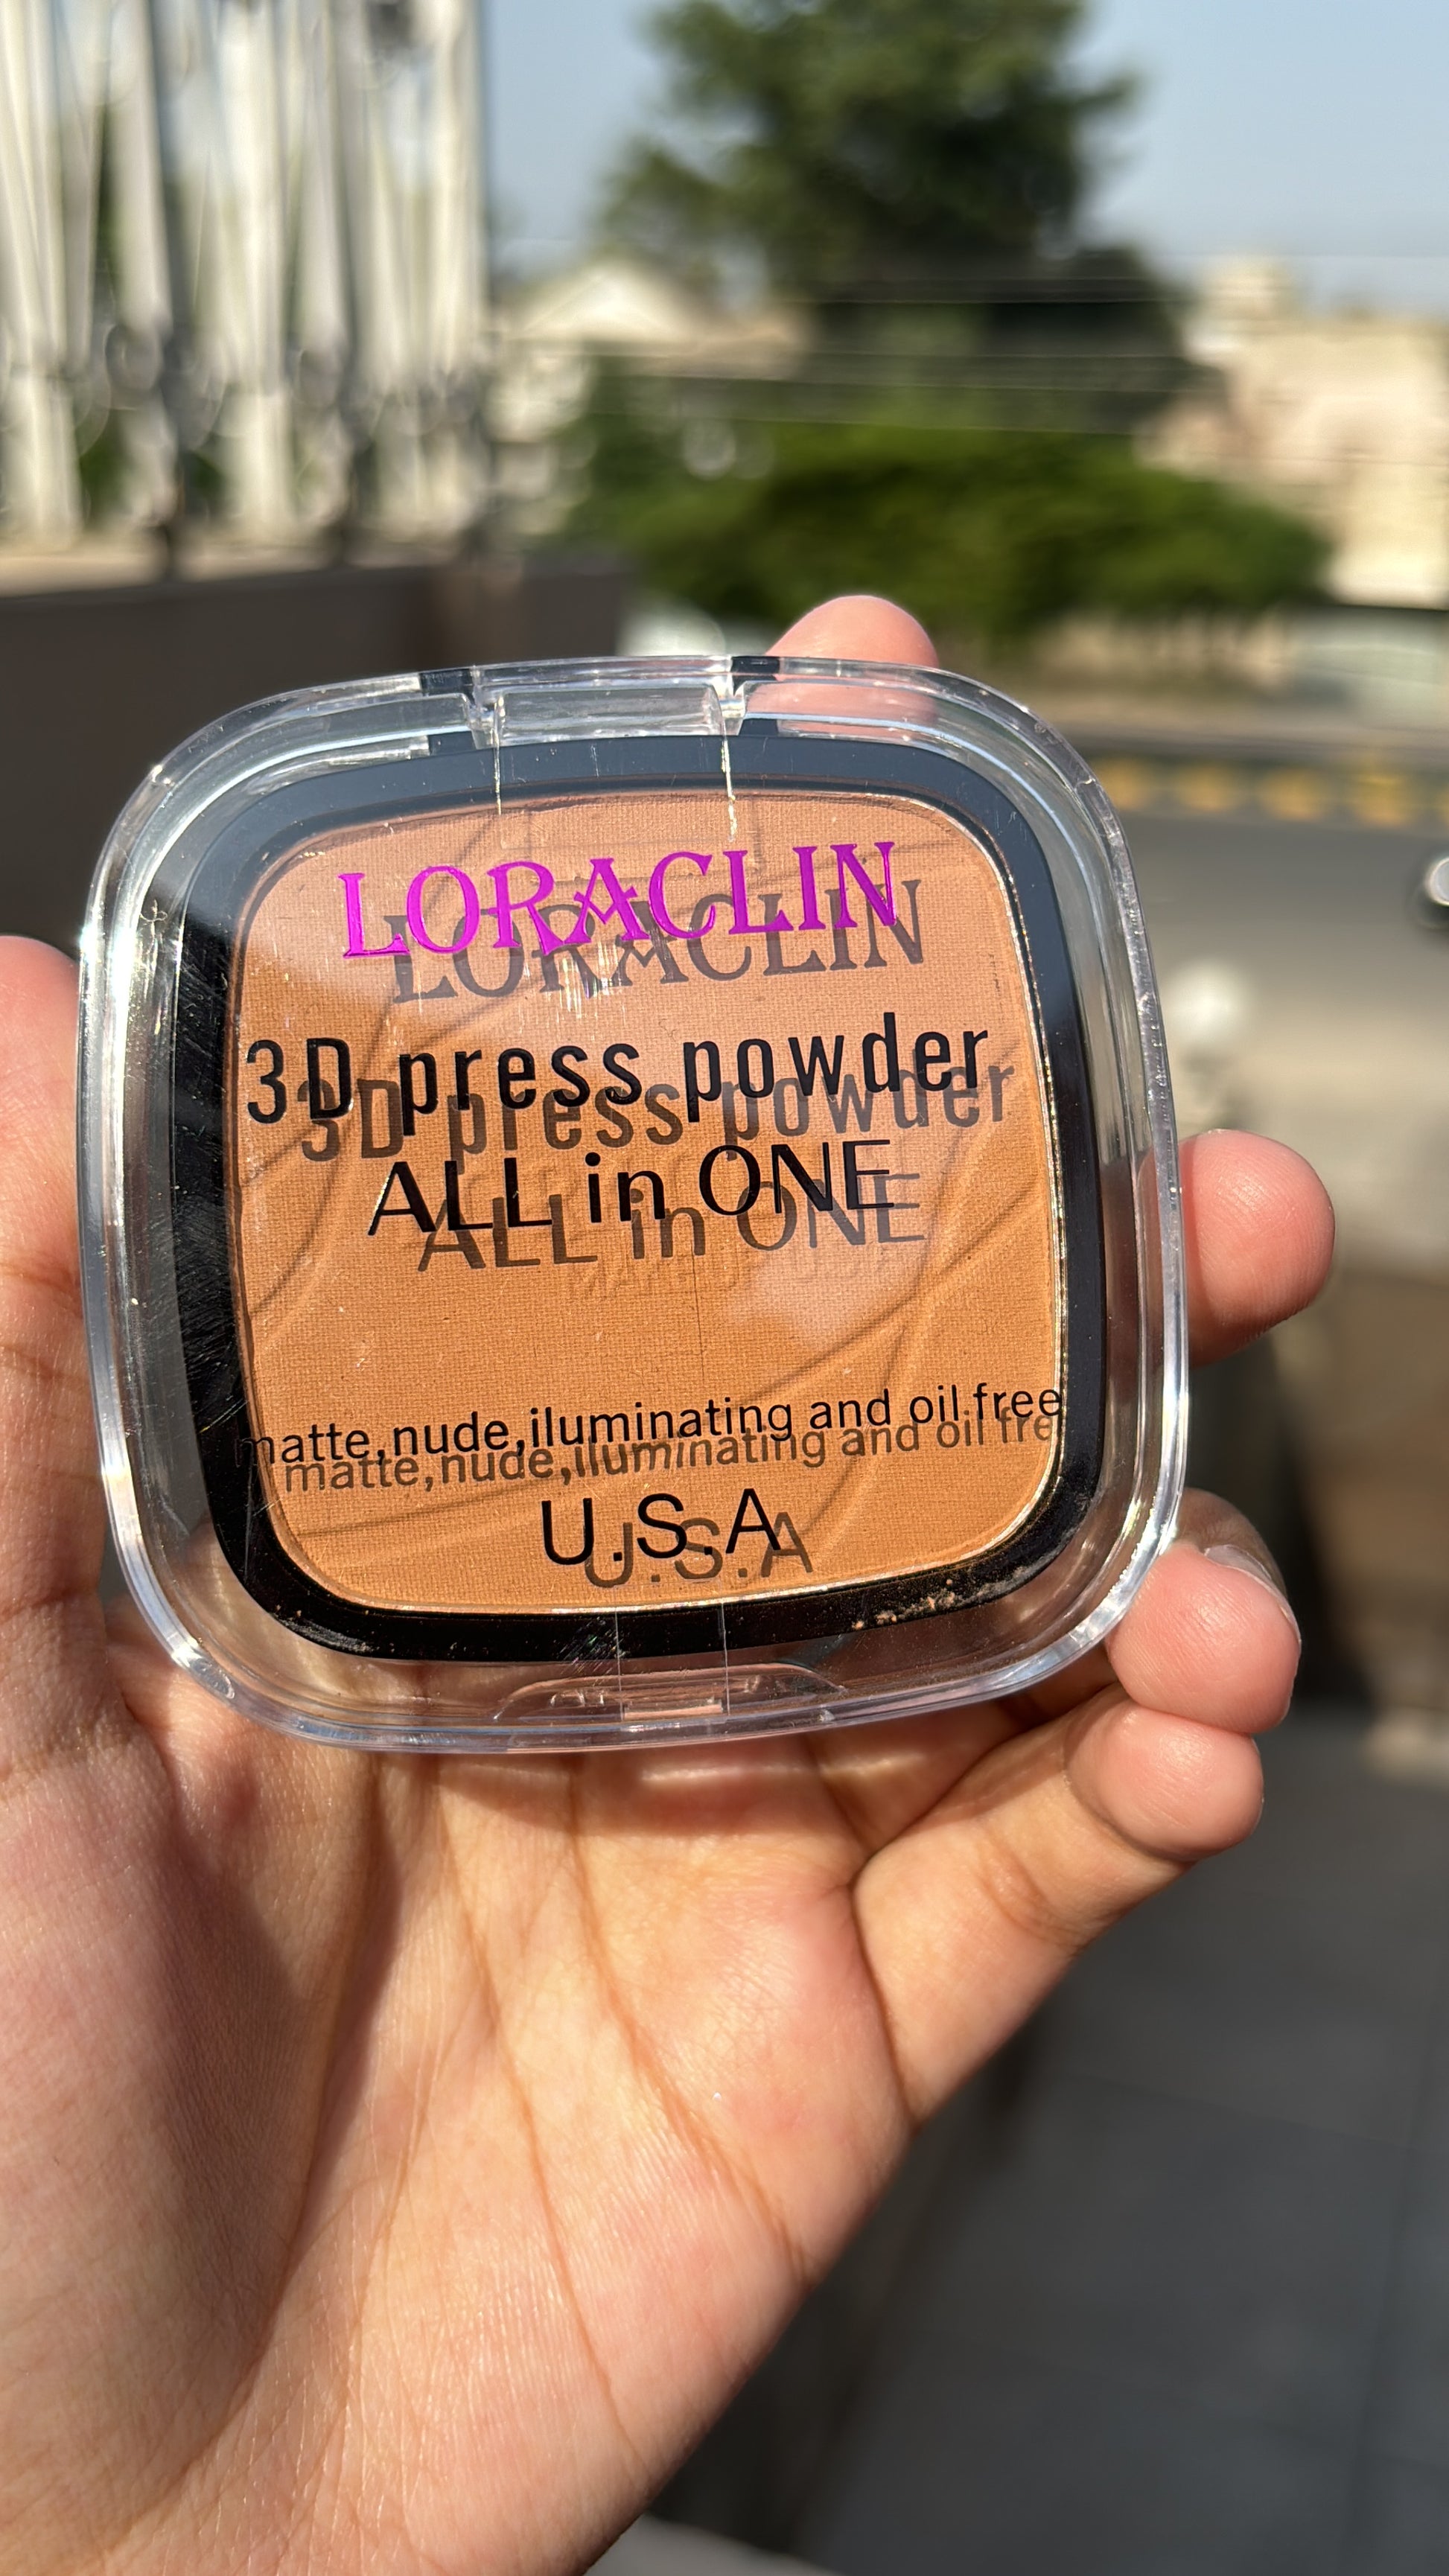 LORACLIN
3D press powder
ALL in ONE
matte,nude,iluminating and oil free
U.S.A